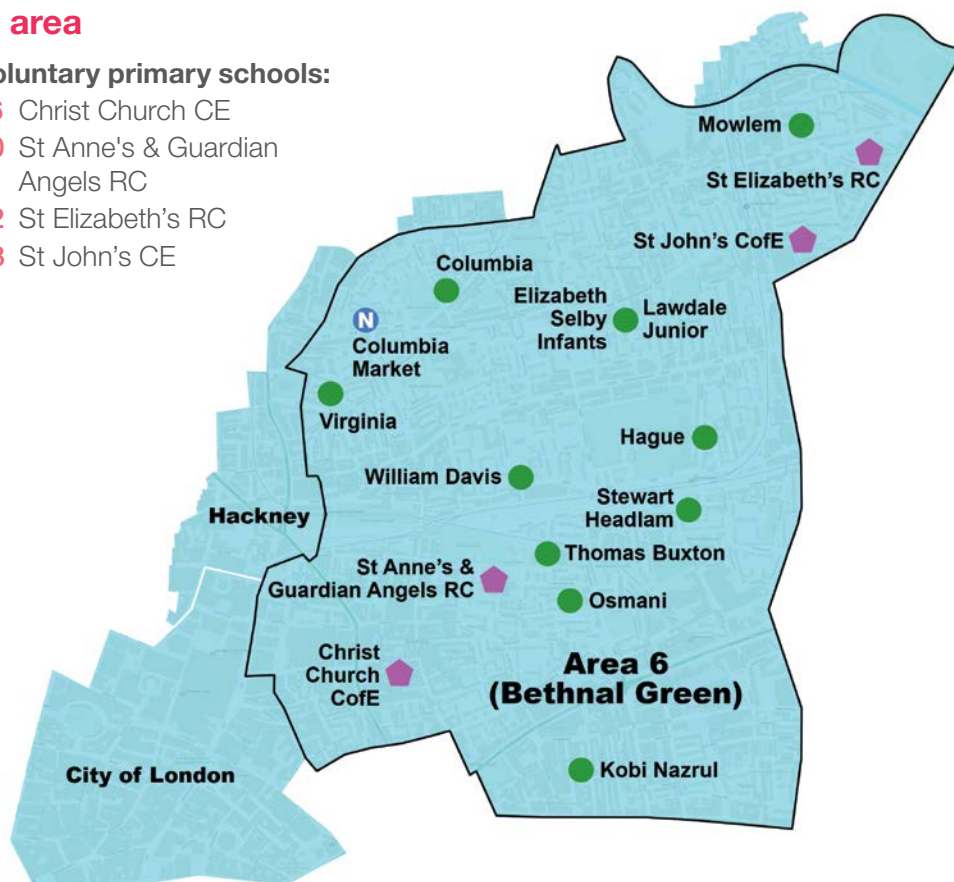 area
oluntary primary schools:
Christ Church CE
St Anne's & Guardian
Angels RC
St Elizabeth's RC
St John's CE
Mowlem
St Elizabeth's RC
St John's CofE
Columbia
Elizabeth
Selby
Infants
Lawdale
Junior
N
Columbia
Market
Virginia
Hague
William Davis
Stewart
Headlam
Hackney
Thomas Buxton
St Anne's &
Guardian Angels RC
Osmani
Christ
Church
CofE
Area 6
(Bethnal Green)
City of London
Kobi Nazrul